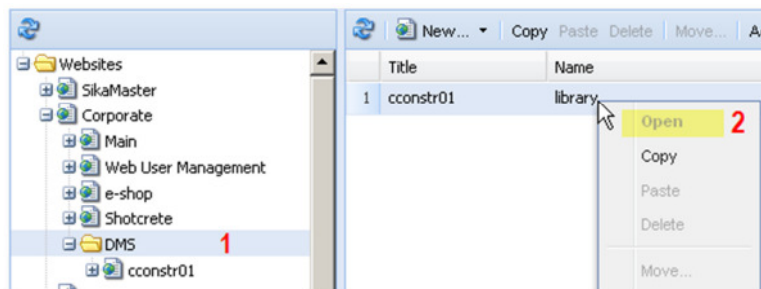 Websites
SikaMaster
Corporate
Main
Web User Management
e-shop
Shotcrete
DMS 1
cconstr01
New... Copy Paste Delete Move...
Title Name
1 cconstr01 library
Open 2
Copy
Paste
Delete
Move...